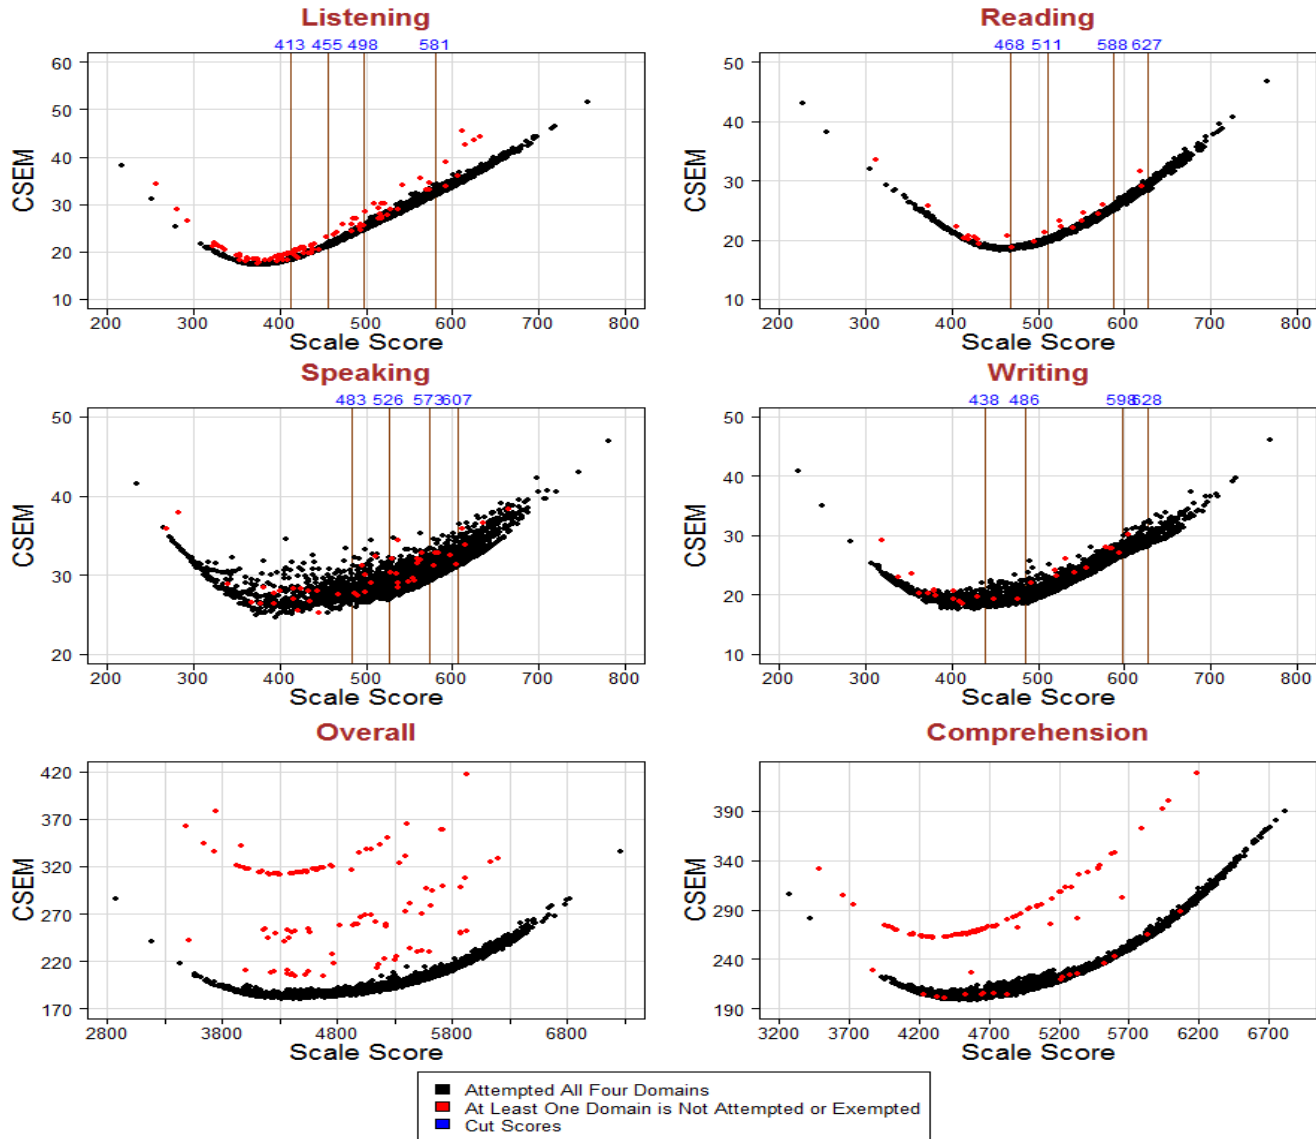 Listening
413 455 498 581
60
50
40
30
20
10
CSEM
200 300 400 500 600 700 800
Scale Score
Reading
468 511 588 627
50
40
30
20
10
CSEM
200 300 400 500 600 700 800
Scale Score
Speaking
483 526 573 607
50
40
30
20
CSEM
200 300 400 500 600 700 800
Scale Score
Writing
438 486 598 628
50
40
30
20
10
CSEM
200 300 400 500 600 700 800
Scale Score
Overall
420
370
320
270
220
170
CSEM
2800 3800 4800 5800 6800
Scale Score
Comprehension
390
340
290
240
190
CSEM
3200 4200 4700 5200 5700 6200 6700
Scale Score
Attempted All Four Domains
At Least One Domain is Not Attempted or Exempted
Cut Scores